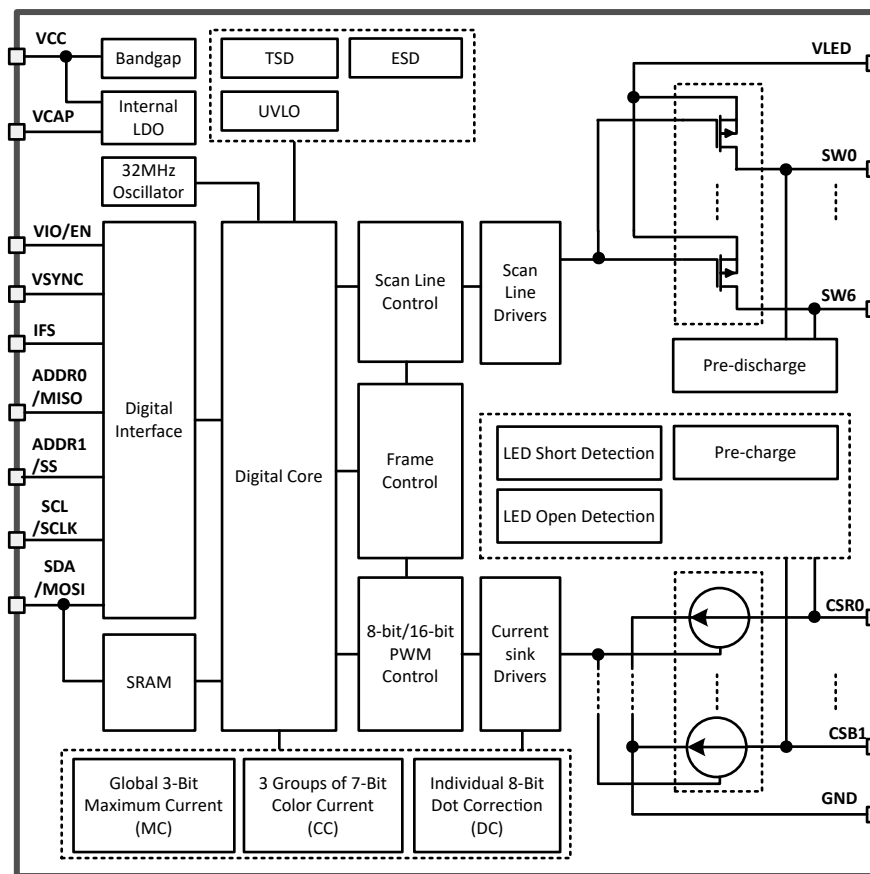 VCC
Bandgap
TSD
ESD
VLED
VCAP
Internal
LDO
UVLO
32MHz
Oscillator
SW0
VIO/EN
VSYNC
IFS
ADDR0
/MISO
ADDR1
/SS
SCL
/SCLK
SDA
/MOSI
Digital
Interface
Digital Core
Scan Line
Control
Scan
Line
Drivers
SW6
Pre-discharge
Frame
Control
LED Short Detection
Pre-charge
LED Open Detection
SRAM
8-bit/16-bit
PWM
Control
Current
sink
Drivers
CSR0
CSB1
GND
Global 3-Bit
Maximum Current
(MC)
3 Groups of 7-Bit
Color Current
(CC)
Individual 8-Bit
Dot Correction
(DC)